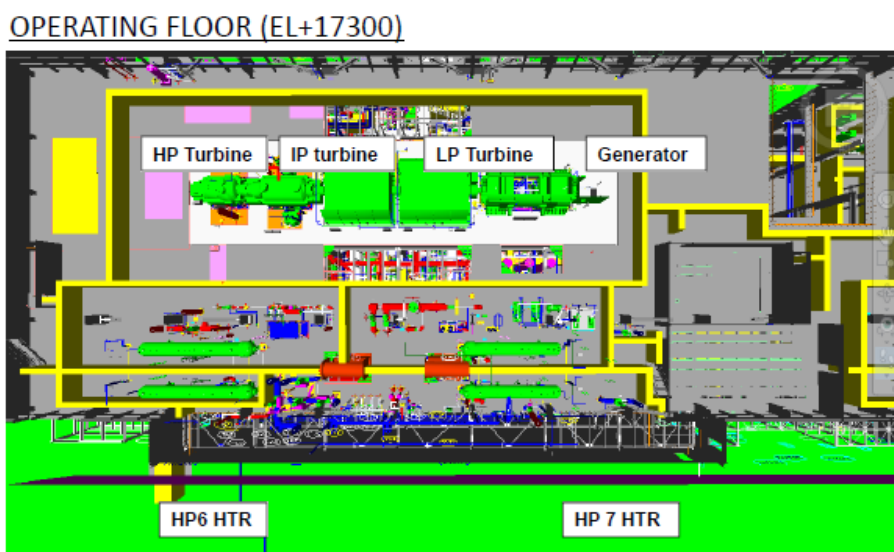 OPERATING FLOOR (EL+17300)
HP Turbine
IP turbine
LP Turbine
Generator
HP6 HTR
HP 7 HTR